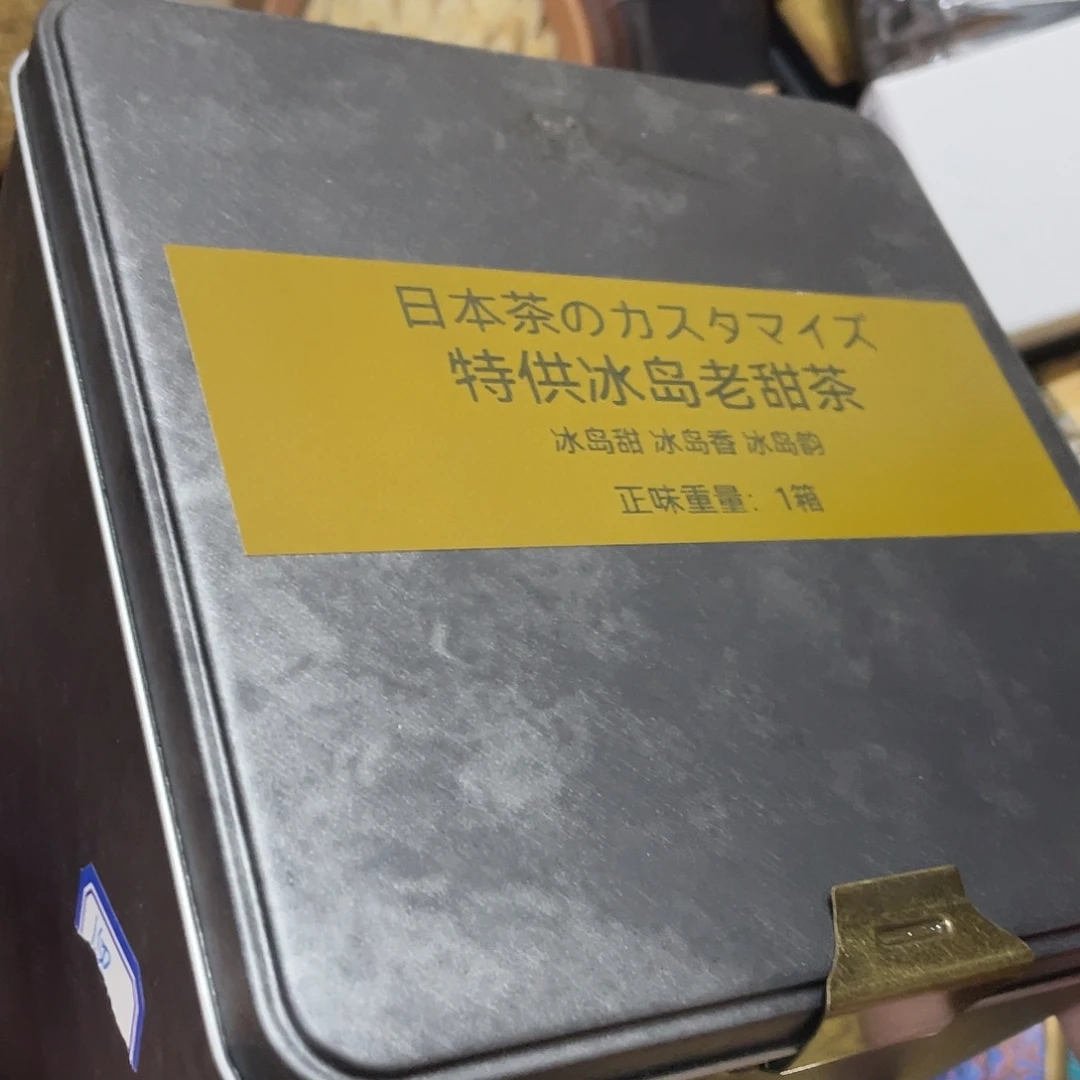 日本茶のカスタマイズ
特供冰岛老甜茶
冰岛甜 冰岛香 冰岛韵
正味重量: 1箱